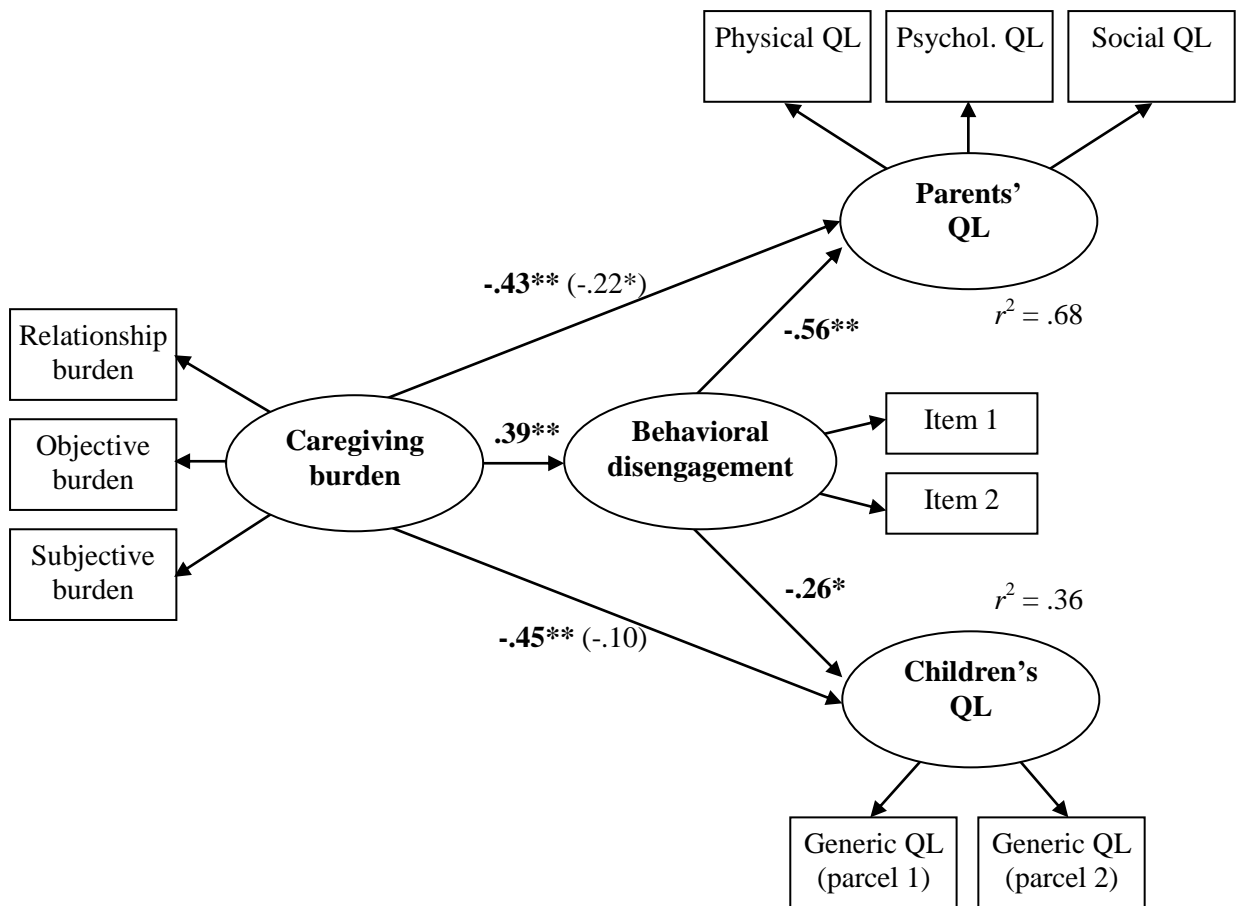 Physical QL
Psychol. QL
Social QL
Parents’
QL
-.43** (-.22*)
r² = .68
-.56**
Relationship
burden
Objective
burden
Subjective
burden
Caregiving
burden
.39**
Behavioral
disengagement
Item 1
Item 2
-.26*
r² = .36
-.45** (-.10)
Children’s
QL
Generic QL
(parcel 1)
Generic QL
(parcel 2)